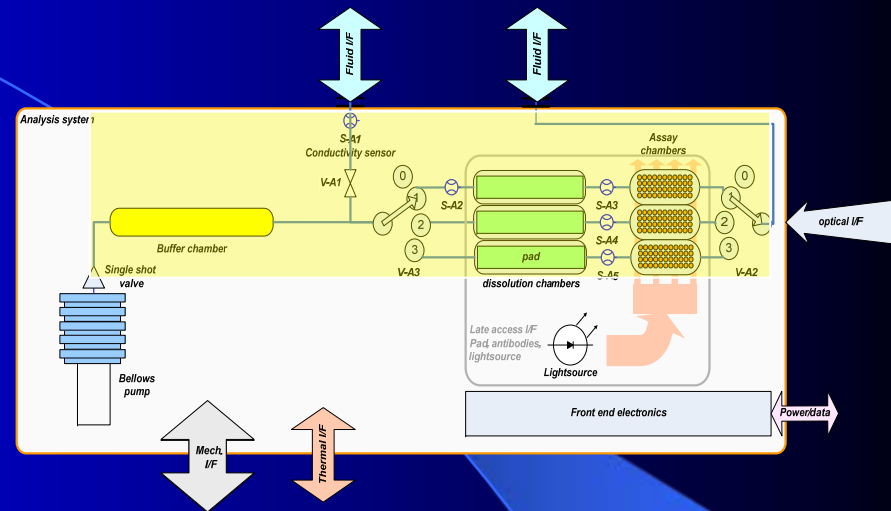 Fluid I/F
Fluid I/F
Analysis system
S-A1
Conductivity sensor
Assay
chambers
V-A1
0
0
1
1
S-A2
S-A3
2
2
optical I/F
Buffer chamber
S-A4
3
3
pad
V-A3
S-A5
V-A2
Single shot
valve
dissolution chambers
Late access I/F
Pad, antibodies,
lightsource
Lightsource
Bellows
pump
Front end electronics
Power/data
Mech.
I/F
Thermal I/F